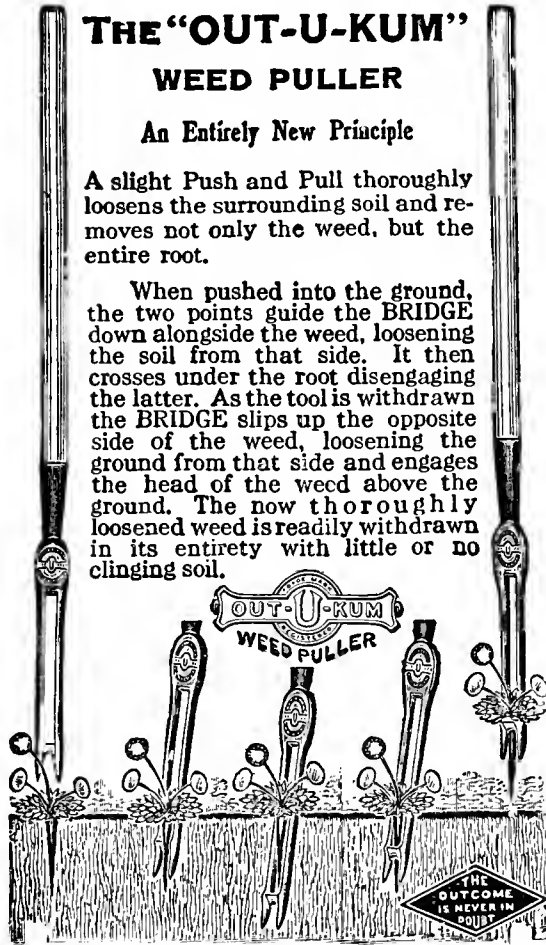 THE "OUT-U-KUM"
WEED PULLER
An Entirely New Principle
A slight Push and Pull thoroughly
loosens the surrounding soil and re-
moves not only the weed, but the
entire root.
When pushed into the ground,
the two points guide the BRIDGE
down alongside the weed, loosening
the soil from that side. It then
crosses under the root disengaging
the latter. As the tool is withdrawn
the BRIDGE slips up the opposite
side of the weed, loosening the
ground from that side and engages
the head of the weed above the
ground. The now thoroughly
loosened weed is readily withdrawn
in its entirety with little or no
clinging soil.
TRADE MARK
OUT-U-KUM
REGISTERED
WEED PULLER
THE
OUTCOME
IS NEVER IN
DOUBT